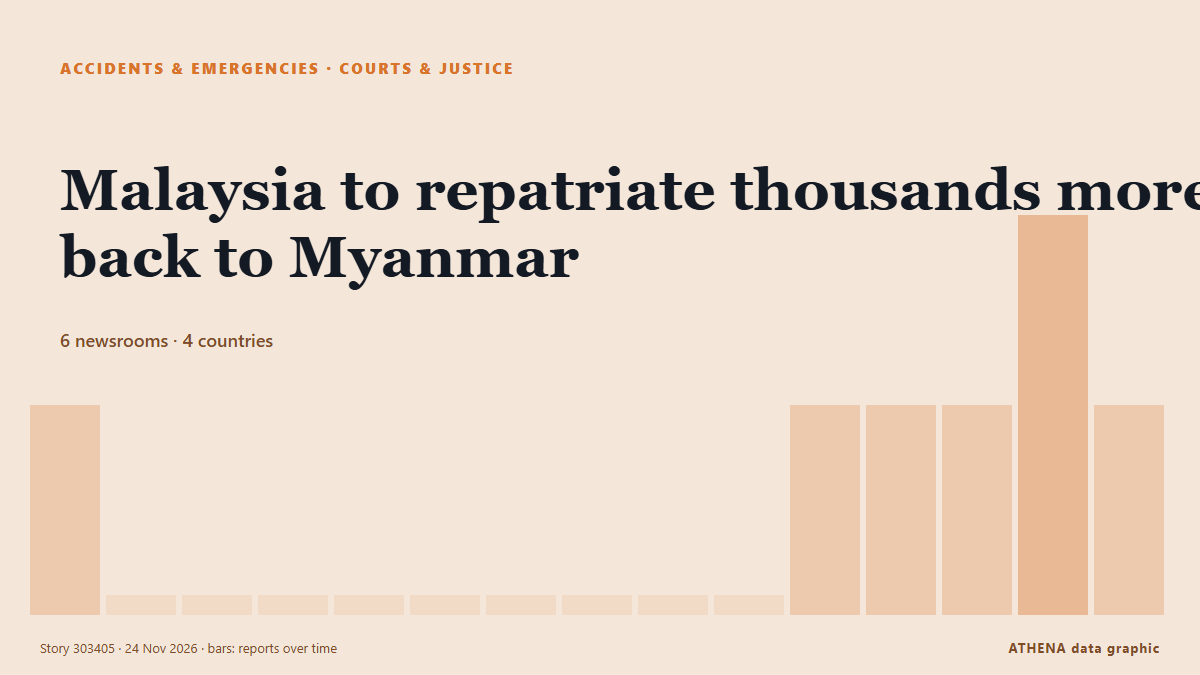 ACCIDENTS & EMERGENCIES · COURTS & JUSTICE
Malaysia to repatriate thousands more
back to Myanmar
6 newsrooms · 4 countries
Story 303405 · 24 Nov 2026 · bars: reports over time
ATHENA data graphic